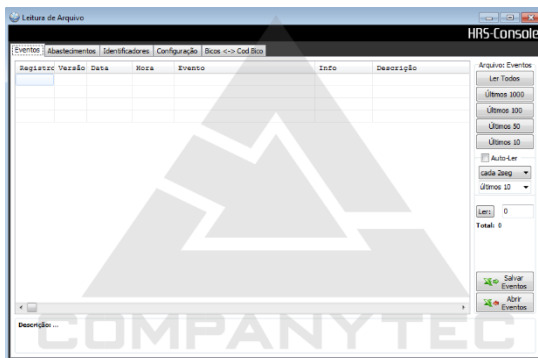 Leitura de Arquivo
HRS-Console
Eventos Abastecimentos Identificadores Configuração Bicos <-> Cod Bico
Registro Versão Data Hora Evento Info Descrição
Arquivo: Eventos
Ler Todos
Últimos 1000
Últimos 100
Últimos 50
Últimos 10
Auto-Ler
cada 2seg
últimos 10
Ler: 0
Total: 0
Salvar Eventos
Abrir Eventos
Descrição: ...
COMPANYTEC